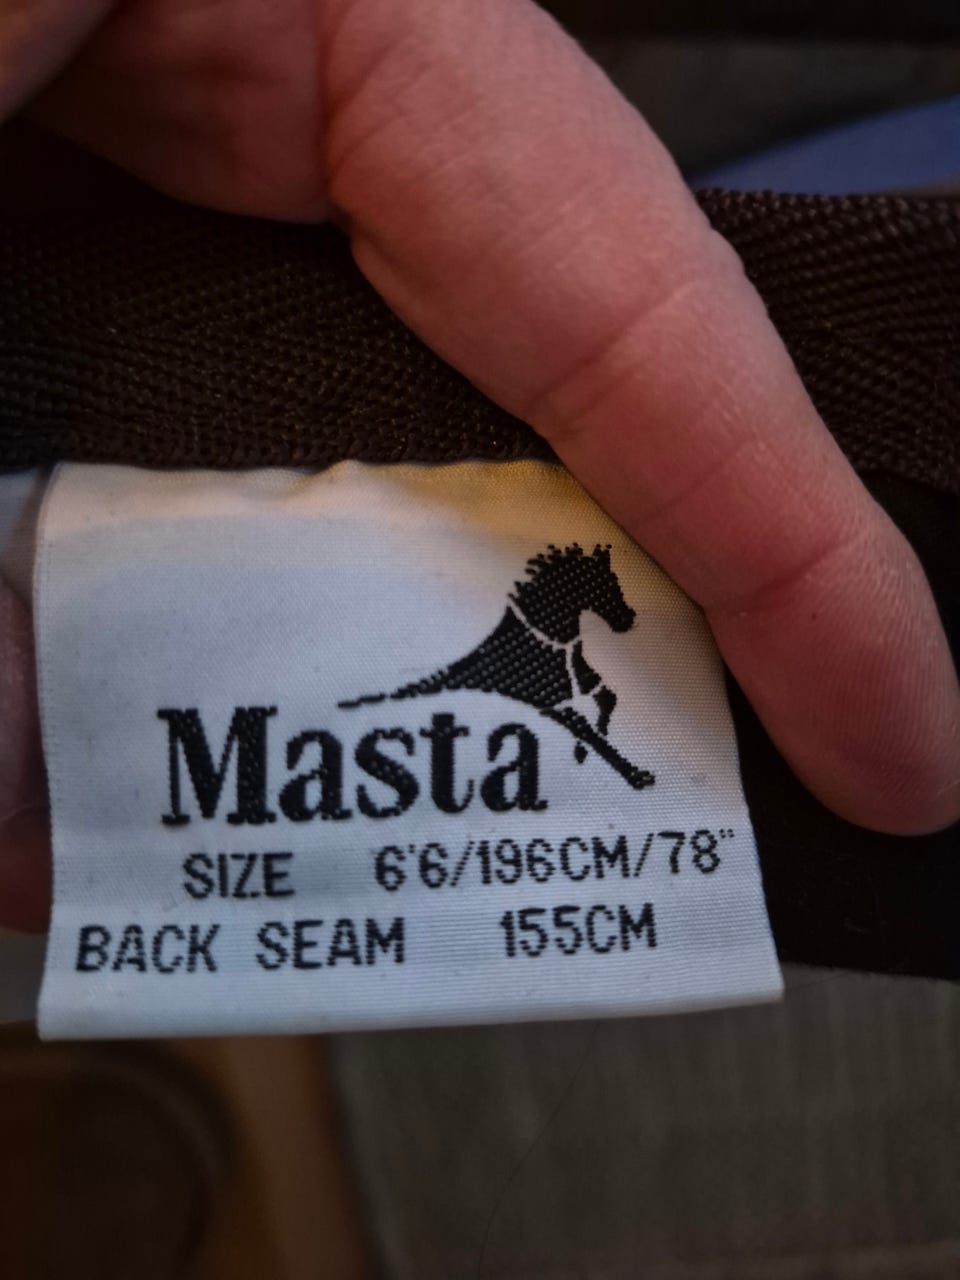 Masta
SIZE 6'6/196CM/78"
BACK SEAM 155CM